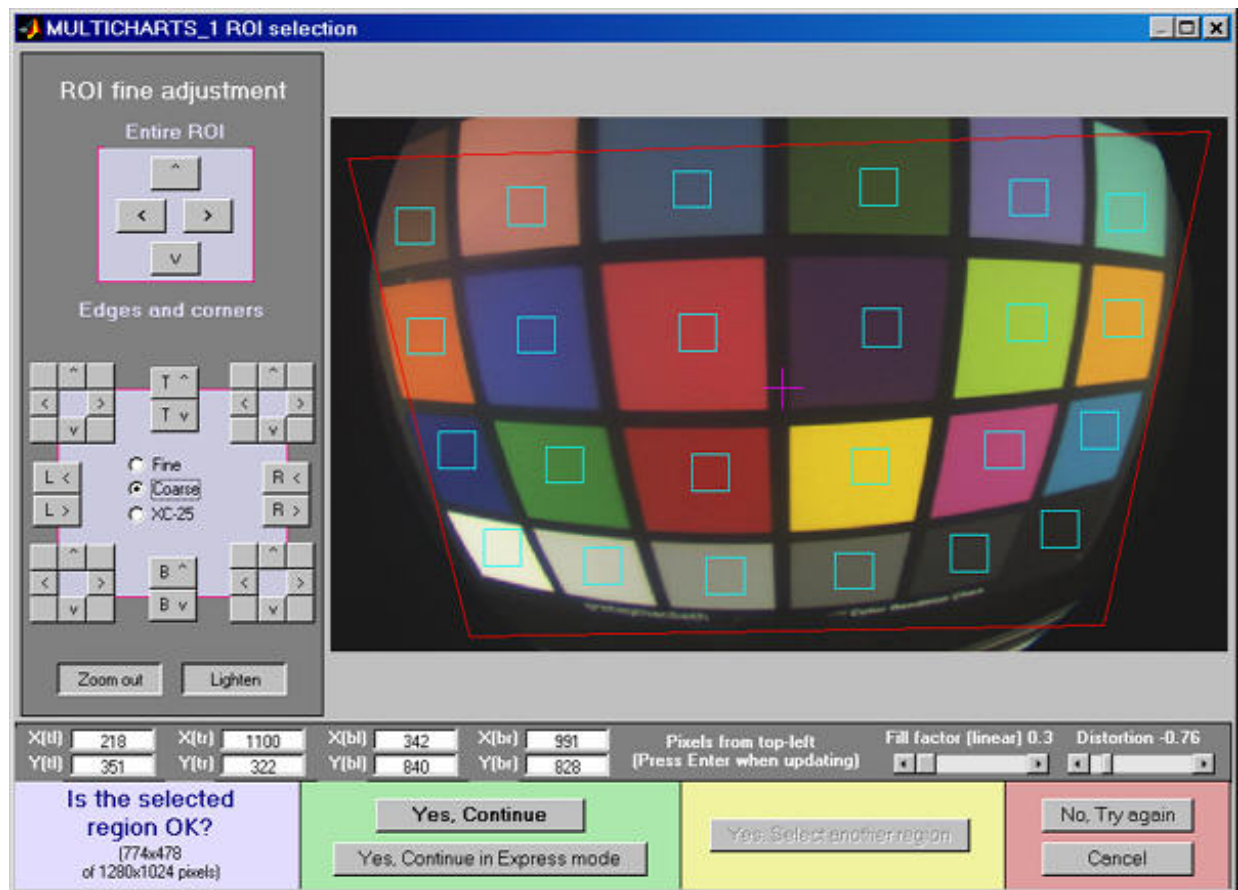 MULTICHARTS_1 ROI selection
ROI fine adjustment
Entire ROI
^
< >
v
Edges and corners
^ T ^ ^
< > T v < >
v v
Fine
L < Coarse R <
L > XC-25 R >
^ B ^ ^
< > B v < >
v v
Zoom out Lighten
X(tl) 218 X(tr) 1100 X(bl) 342 X(br) 991 Pixels from top-left Fill factor (linear) 0.3 Distortion -0.76
Y(tl) 351 Y(tr) 322 Y(bl) 840 Y(br) 828 (Press Enter when updating)
Is the selected
region OK?
(774x478
of 1280x1024 pixels)
Yes, Continue
Yes, Continue in Express mode
Yes, Select another region
No, Try again
Cancel
Color Rendition Chart